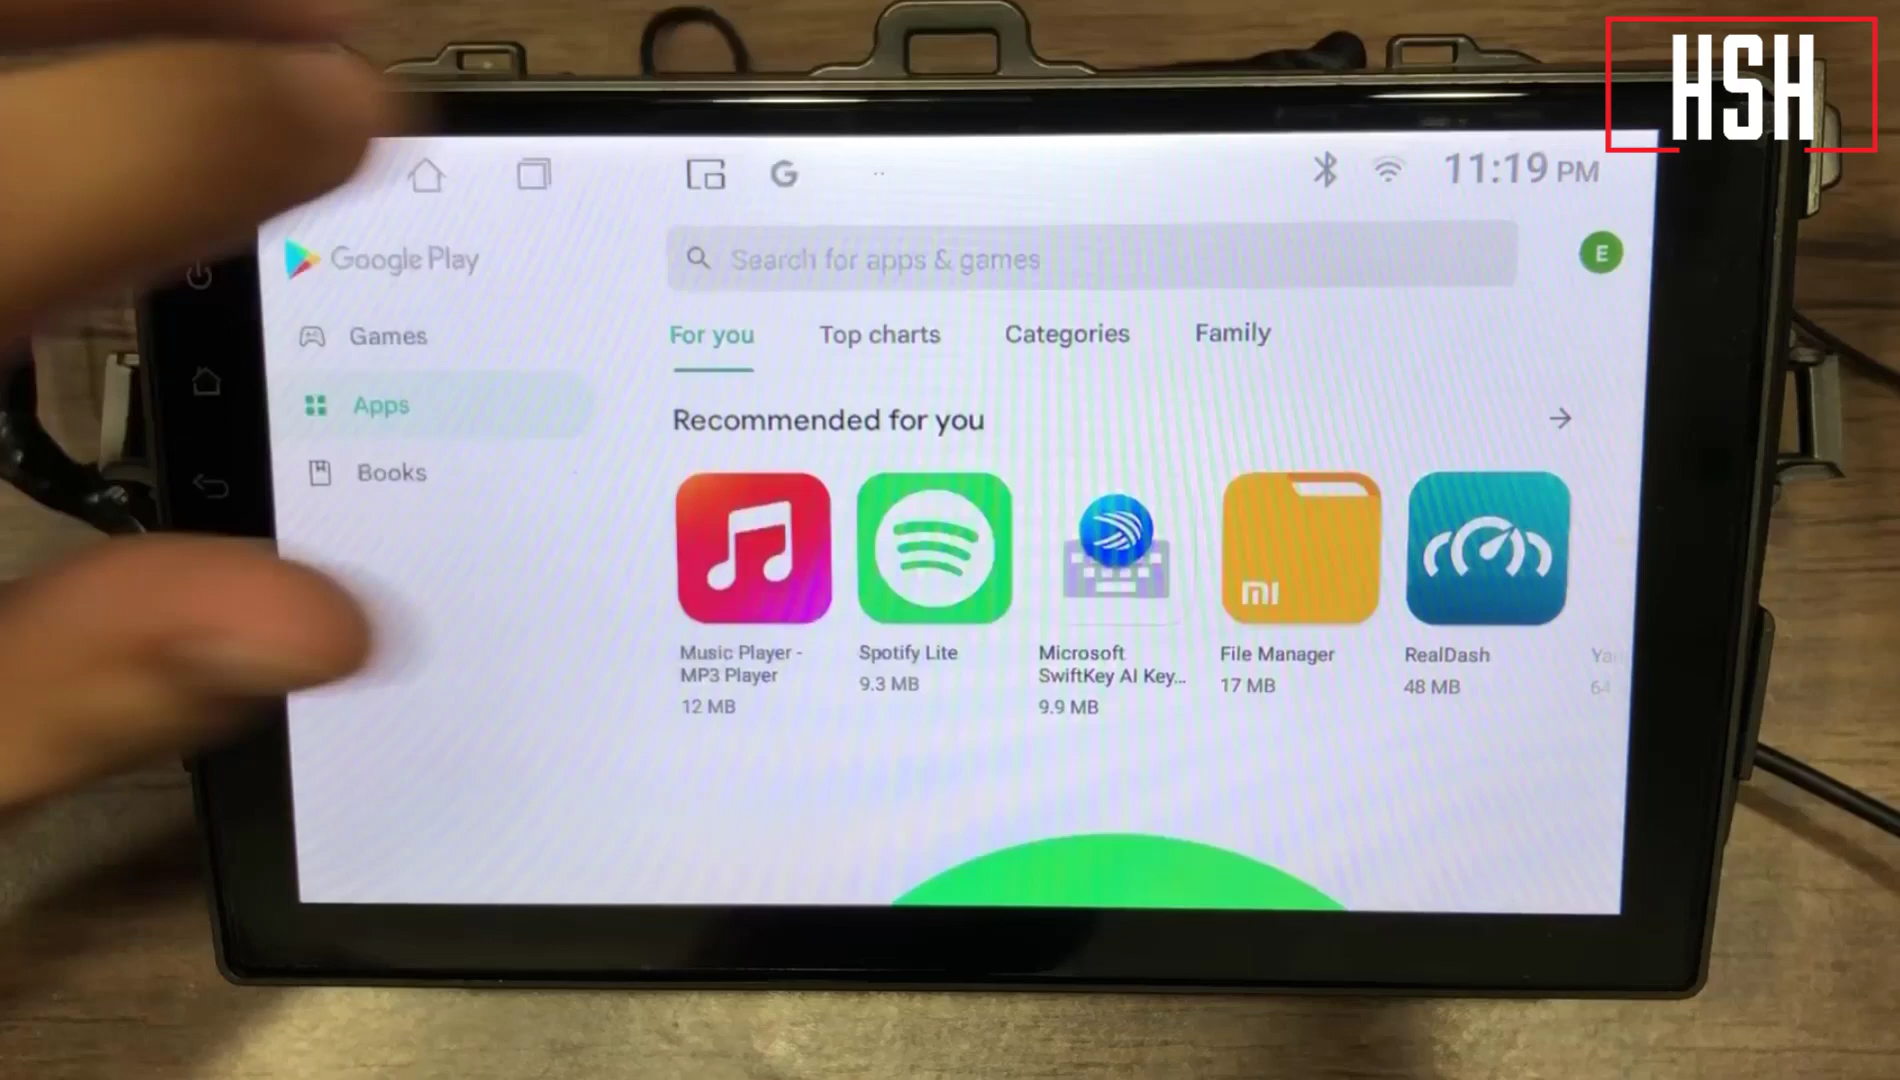 HSH
G
11:19 PM
Google Play
Search for apps & games
E
Games
Apps
Books
For you
Top charts
Categories
Family
Recommended for you
mi
Music Player -
MP3 Player
12 MB
Spotify Lite
9.3 MB
Microsoft
SwiftKey AI Key...
9.9 MB
File Manager
17 MB
RealDash
48 MB